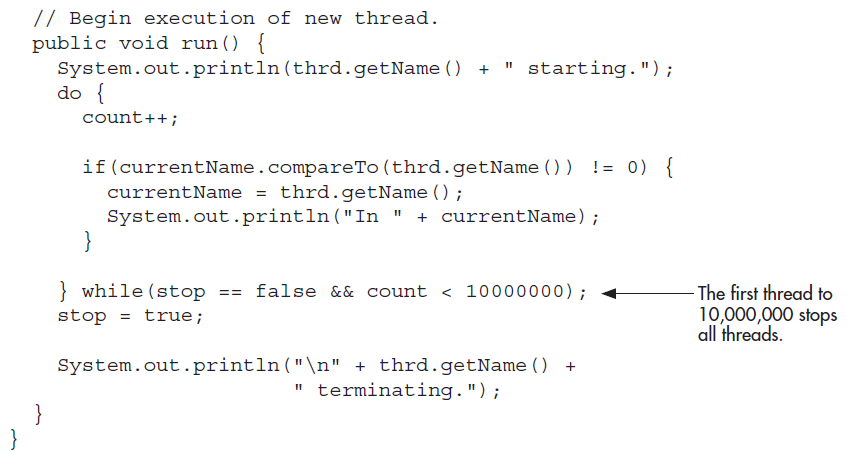 // Begin execution of new thread.
public void run() {
System.out.println(thrd.getName() + " starting.");
do {
count++;
if(currentName.compareTo(thrd.getName()) != 0) {
currentName = thrd.getName();
System.out.println("In " + currentName);
}
} while(stop == false && count < 10000000);
The first thread to
10,000,000 stops
all threads.
stop = true;
System.out.println("\n" + thrd.getName() +
" terminating.");
}
}